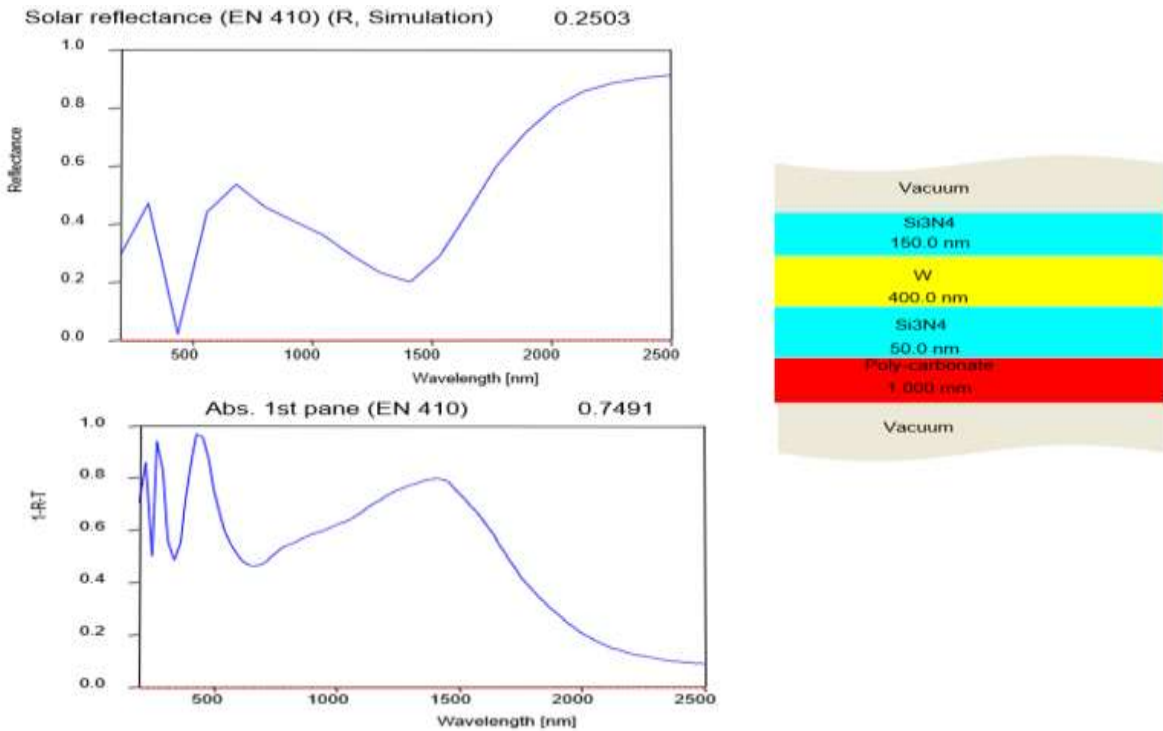 Solar reflectance (EN 410) (R, Simulation) 0.2503
1.0
0.8
0.6
0.4
0.2
0.0
Reflectance
500 1000 1500 2000 2500
Wavelength [nm]
Abs. 1st pane (EN 410) 0.7491
1.0
0.8
0.6
0.4
0.2
0.0
1-R-T
500 1000 1500 2000 2500
Wavelength [nm]
Vacuum
Si3N4
150.0 nm
W
400.0 nm
Si3N4
50.0 nm
Poly-carbonate
1.000 mm
Vacuum